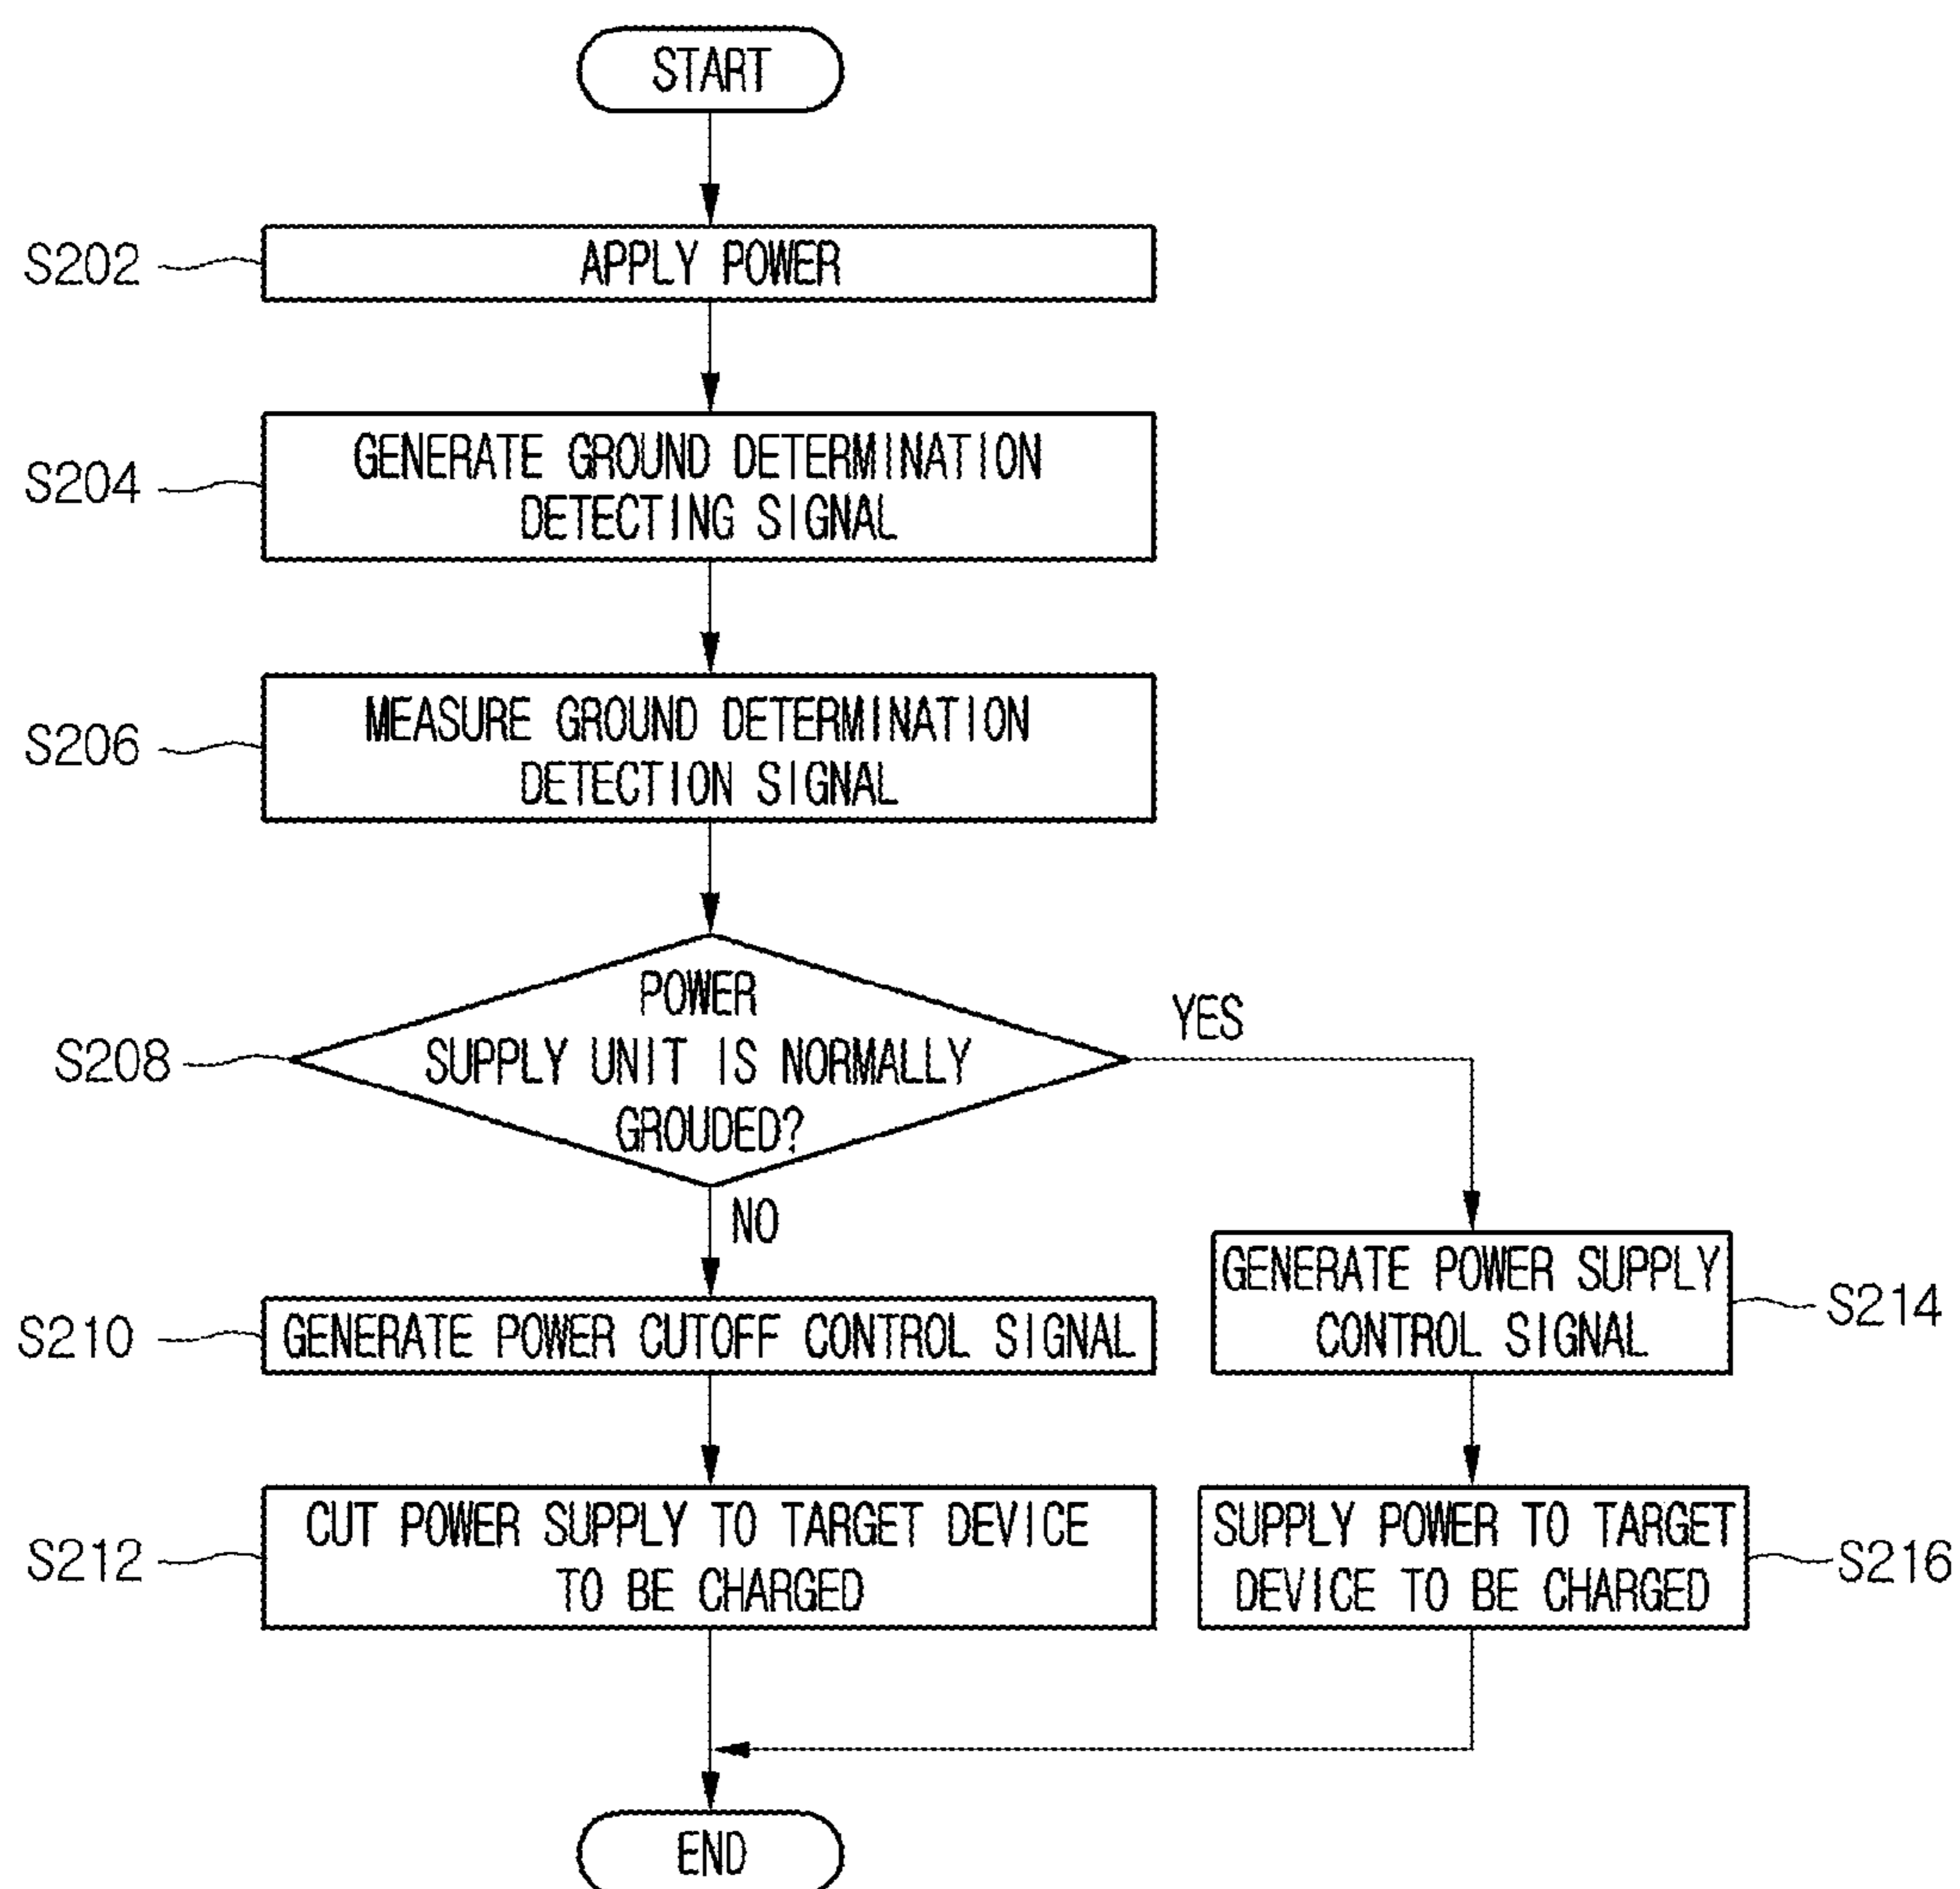 START
S202
APPLY POWER
S204
GENERATE GROUND DETERMINATION
DETECTING SIGNAL
S206
MEASURE GROUND DETERMINATION
DETECTION SIGNAL
S208
POWER
SUPPLY UNIT IS NORMALLY
GROUDED?
YES
NO
S210
GENERATE POWER CUTOFF CONTROL SIGNAL
GENERATE POWER SUPPLY
CONTROL SIGNAL
S214
S212
CUT POWER SUPPLY TO TARGET DEVICE
TO BE CHARGED
SUPPLY POWER TO TARGET
DEVICE TO BE CHARGED
S216
END